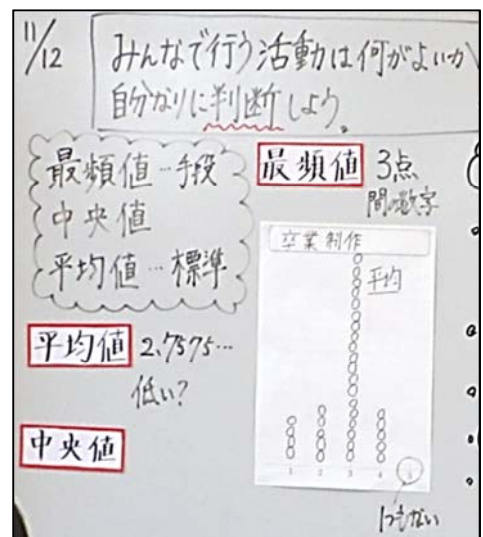 11/12
みんなで行う活動は何がよいか
自分なりに判断しよう。
最頻値…手段
中央値
平均値…標準
最頻値 3点
間の数字
卒業制作
平均
1 2 3 4 5
1つもない
平均値 2.7575…
低い?
中央値